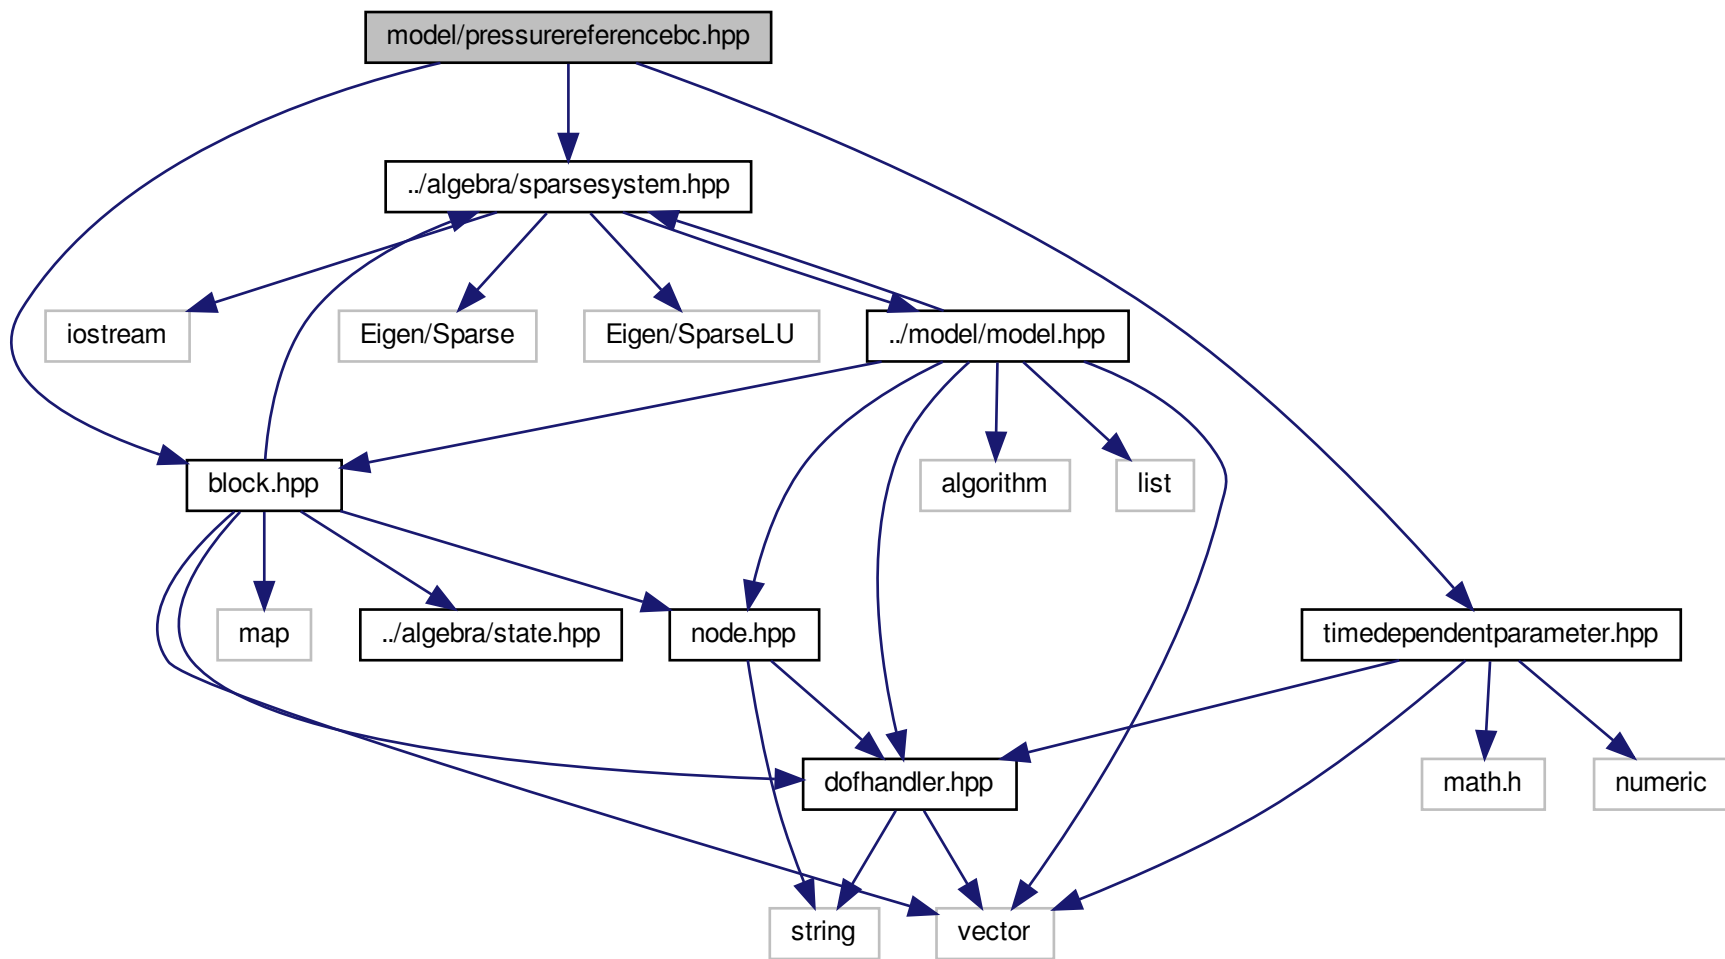 model/pressurereferencebc.hpp
../algebra/sparsesystem.hpp
iostream
Eigen/Sparse
Eigen/SparseLU
../model/model.hpp
block.hpp
algorithm
list
map
../algebra/state.hpp
node.hpp
timedependentparameter.hpp
dofhandler.hpp
math.h
numeric
string
vector